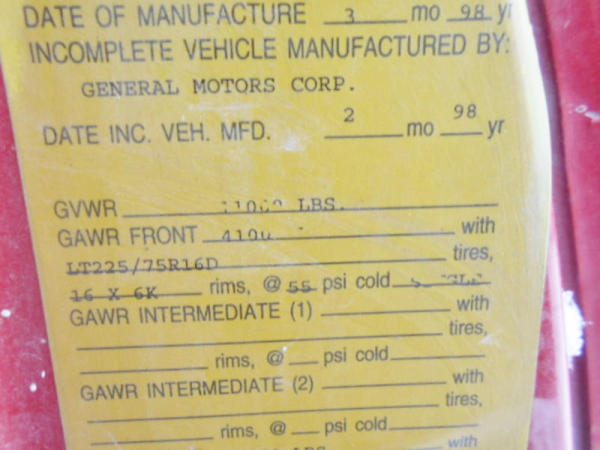 DATE OF MANUFACTURE 3 mo 98 yr
INCOMPLETE VEHICLE MANUFACTURED BY:
GENERAL MOTORS CORP.
DATE INC. VEH. MFD. 2 mo 98 yr
GVWR LBS.
GAWR FRONT with
LT225/75R16D tires,
16 X 6K rims, @ 55 psi cold
GAWR INTERMEDIATE (1) with
tires,
rims, @ psi cold
GAWR INTERMEDIATE (2) with
tires,
rims, @ psi cold
with